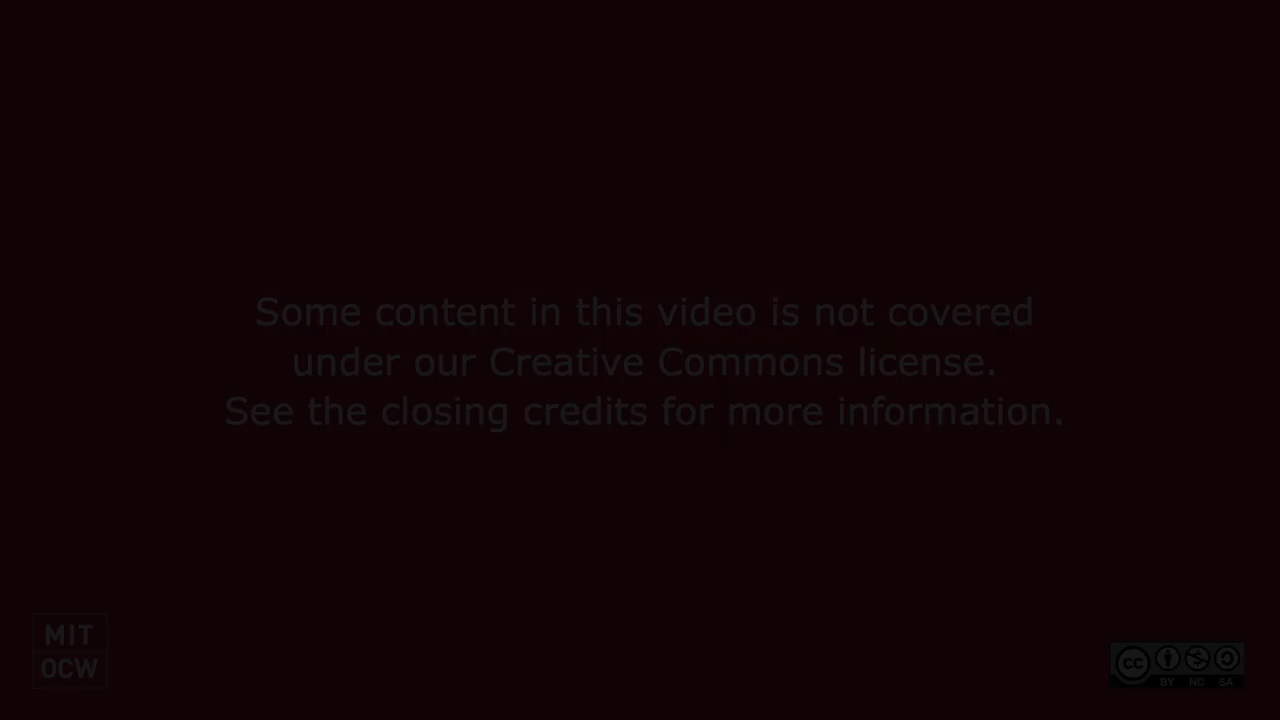 Some content in this video is not covered
under our Creative Commons license.
See the closing credits for more information.
MIT
OCW
cc
BY NC SA